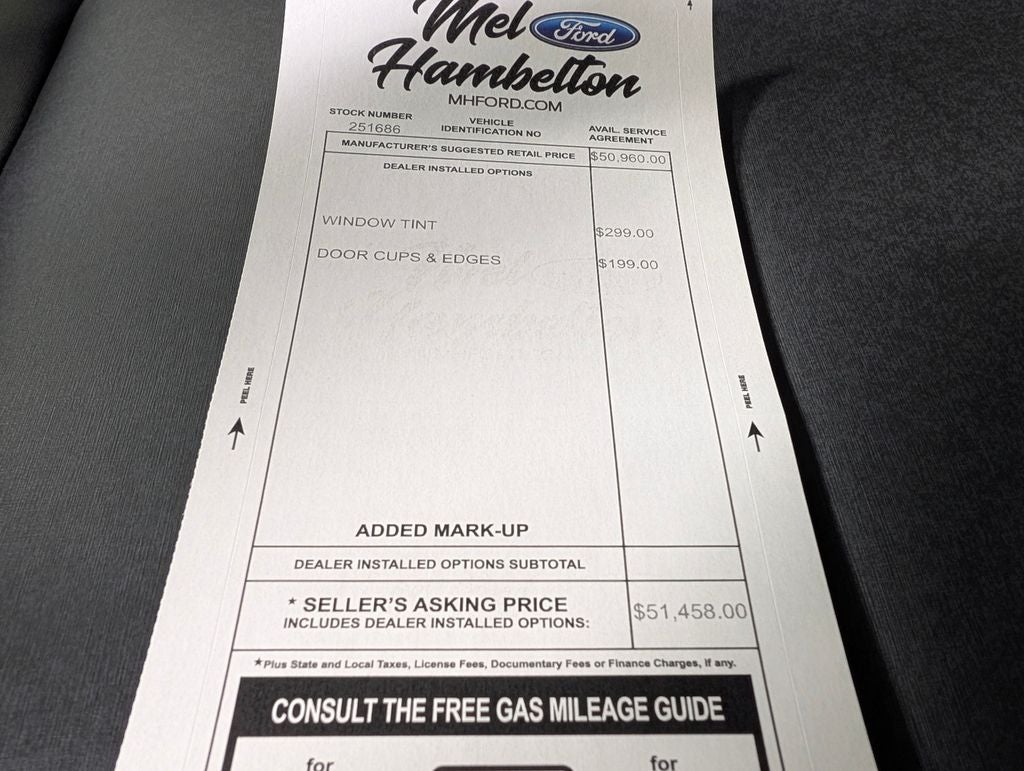 Mel Ford
Hambelton
MHFORD.COM
STOCK NUMBER
251686
VEHICLE
IDENTIFICATION NO
AVAIL. SERVICE
AGREEMENT
MANUFACTURER'S SUGGESTED RETAIL PRICE $50,960.00
DEALER INSTALLED OPTIONS
WINDOW TINT $299.00
DOOR CUPS & EDGES $199.00
PEEL HERE
PEEL HERE
ADDED MARK-UP
DEALER INSTALLED OPTIONS SUBTOTAL
* SELLER'S ASKING PRICE $51,458.00
INCLUDES DEALER INSTALLED OPTIONS:
*Plus State and Local Taxes, License Fees, Documentary Fees or Finance Charges, if any.
CONSULT THE FREE GAS MILEAGE GUIDE
for for